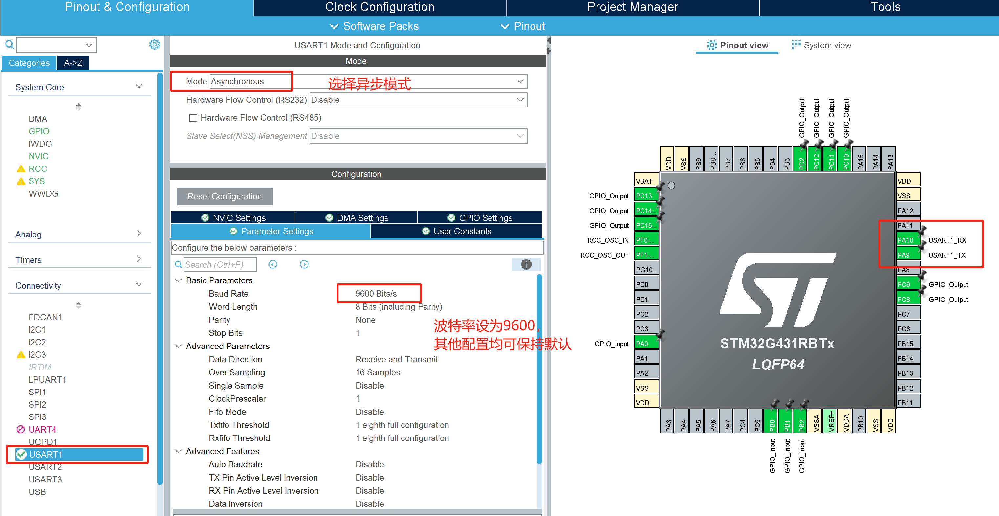 Pinout & Configuration
Clock Configuration
Project Manager
Tools
Software Packs
Pinout
Categories
A->Z
System Core
DMA
GPIO
IWDG
NVIC
RCC
SYS
WWDG
Analog
Timers
Connectivity
FDCAN1
I2C1
I2C2
I2C3
IRTIM
LPUART1
SPI1
SPI2
SPI3
UART4
UCPD1
USART1
USART2
USART3
USB
USART1 Mode and Configuration
Mode
Mode Asynchronous
选择异步模式
Hardware Flow Control (RS232) Disable
Hardware Flow Control (RS485)
Slave Select(NSS) Management Disable
Configuration
Reset Configuration
NVIC Settings
DMA Settings
GPIO Settings
Parameter Settings
User Constants
Configure the below parameters :
Search (Ctrl+F)
Basic Parameters
Baud Rate 9600 Bits/s
Word Length 8 Bits (including Parity)
Parity None
Stop Bits 1
波特率设为9600，
其他配置均可保持默认
Advanced Parameters
Data Direction Receive and Transmit
Over Sampling 16 Samples
Single Sample Disable
ClockPrescaler 1
Fifo Mode Disable
Txfifo Threshold 1 eighth full configuration
Rxfifo Threshold 1 eighth full configuration
Advanced Features
Auto Baudrate Disable
TX Pin Active Level Inversion Disable
RX Pin Active Level Inversion Disable
Data Inversion Disable
Pinout view
System view
GPIO_Output
GPIO_Output
GPIO_Output
GPIO_Output
VDD
VSS
PB9
PB8-..
PB7
PB6
PB5
PB4
PB3
PD2
PC12
PC11
PC10
PA15
PA14
PA13
VBAT
GPIO_Output PC13
GPIO_Output PC14..
GPIO_Output PC15..
RCC_OSC_IN PF0-..
RCC_OSC_OUT PF1-..
PG10..
PC0
PC1
PC2
PC3
GPIO_Input PA0
PA1
PA2
VSS
VDD
STM32G431RBTx
LQFP64
VDD
VSS
PA12
PA11
PA10 USART1_RX
PA9 USART1_TX
PA8
PC9 GPIO_Output
PC8 GPIO_Output
PC7
PC6
PB15
PB14
PB13
PB12
PB11
PA3
PA4
PA5
PA6
PA7
PC4
PC5
PB0
PB1
PB2
VSSA
VREF+
VDDA
PB10
VSS
VDD
GPIO_Input
GPIO_Input
GPIO_Input